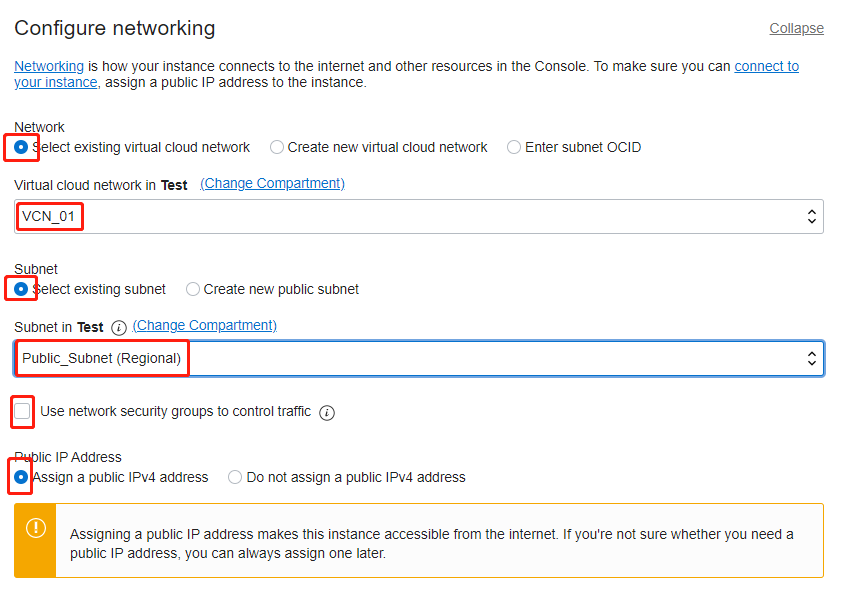 Configure networking
Collapse
Networking is how your instance connects to the internet and other resources in the Console. To make sure you can connect to
your instance, assign a public IP address to the instance.
Network
Select existing virtual cloud network Create new virtual cloud network Enter subnet OCID
Virtual cloud network in Test (Change Compartment)
VCN_01
Subnet
Select existing subnet Create new public subnet
Subnet in Test i (Change Compartment)
Public_Subnet (Regional)
Use network security groups to control traffic i
Public IP Address
Assign a public IPv4 address Do not assign a public IPv4 address
! Assigning a public IP address makes this instance accessible from the internet. If you're not sure whether you need a
public IP address, you can always assign one later.